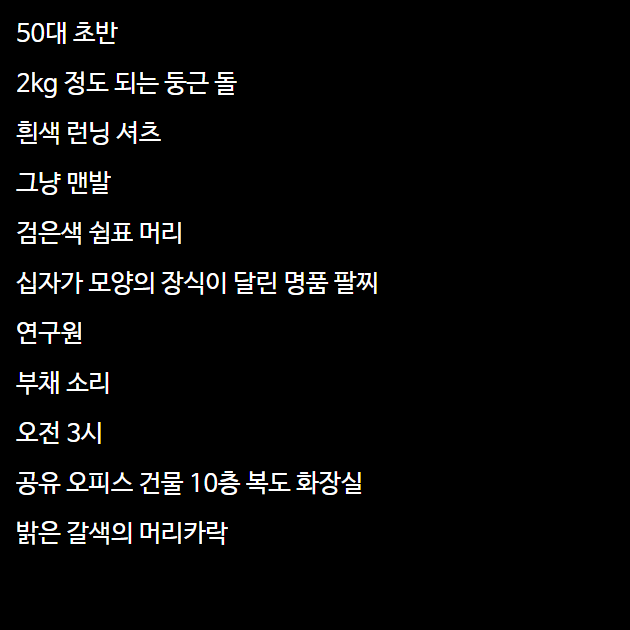 50대 초반
2kg 정도 되는 둥근 돌
흰색 런닝 셔츠
그냥 맨발
검은색 쉼표 머리
십자가 모양의 장식이 달린 명품 팔찌
연구원
부채 소리
오전 3시
공유 오피스 건물 10층 복도 화장실
밝은 갈색의 머리카락